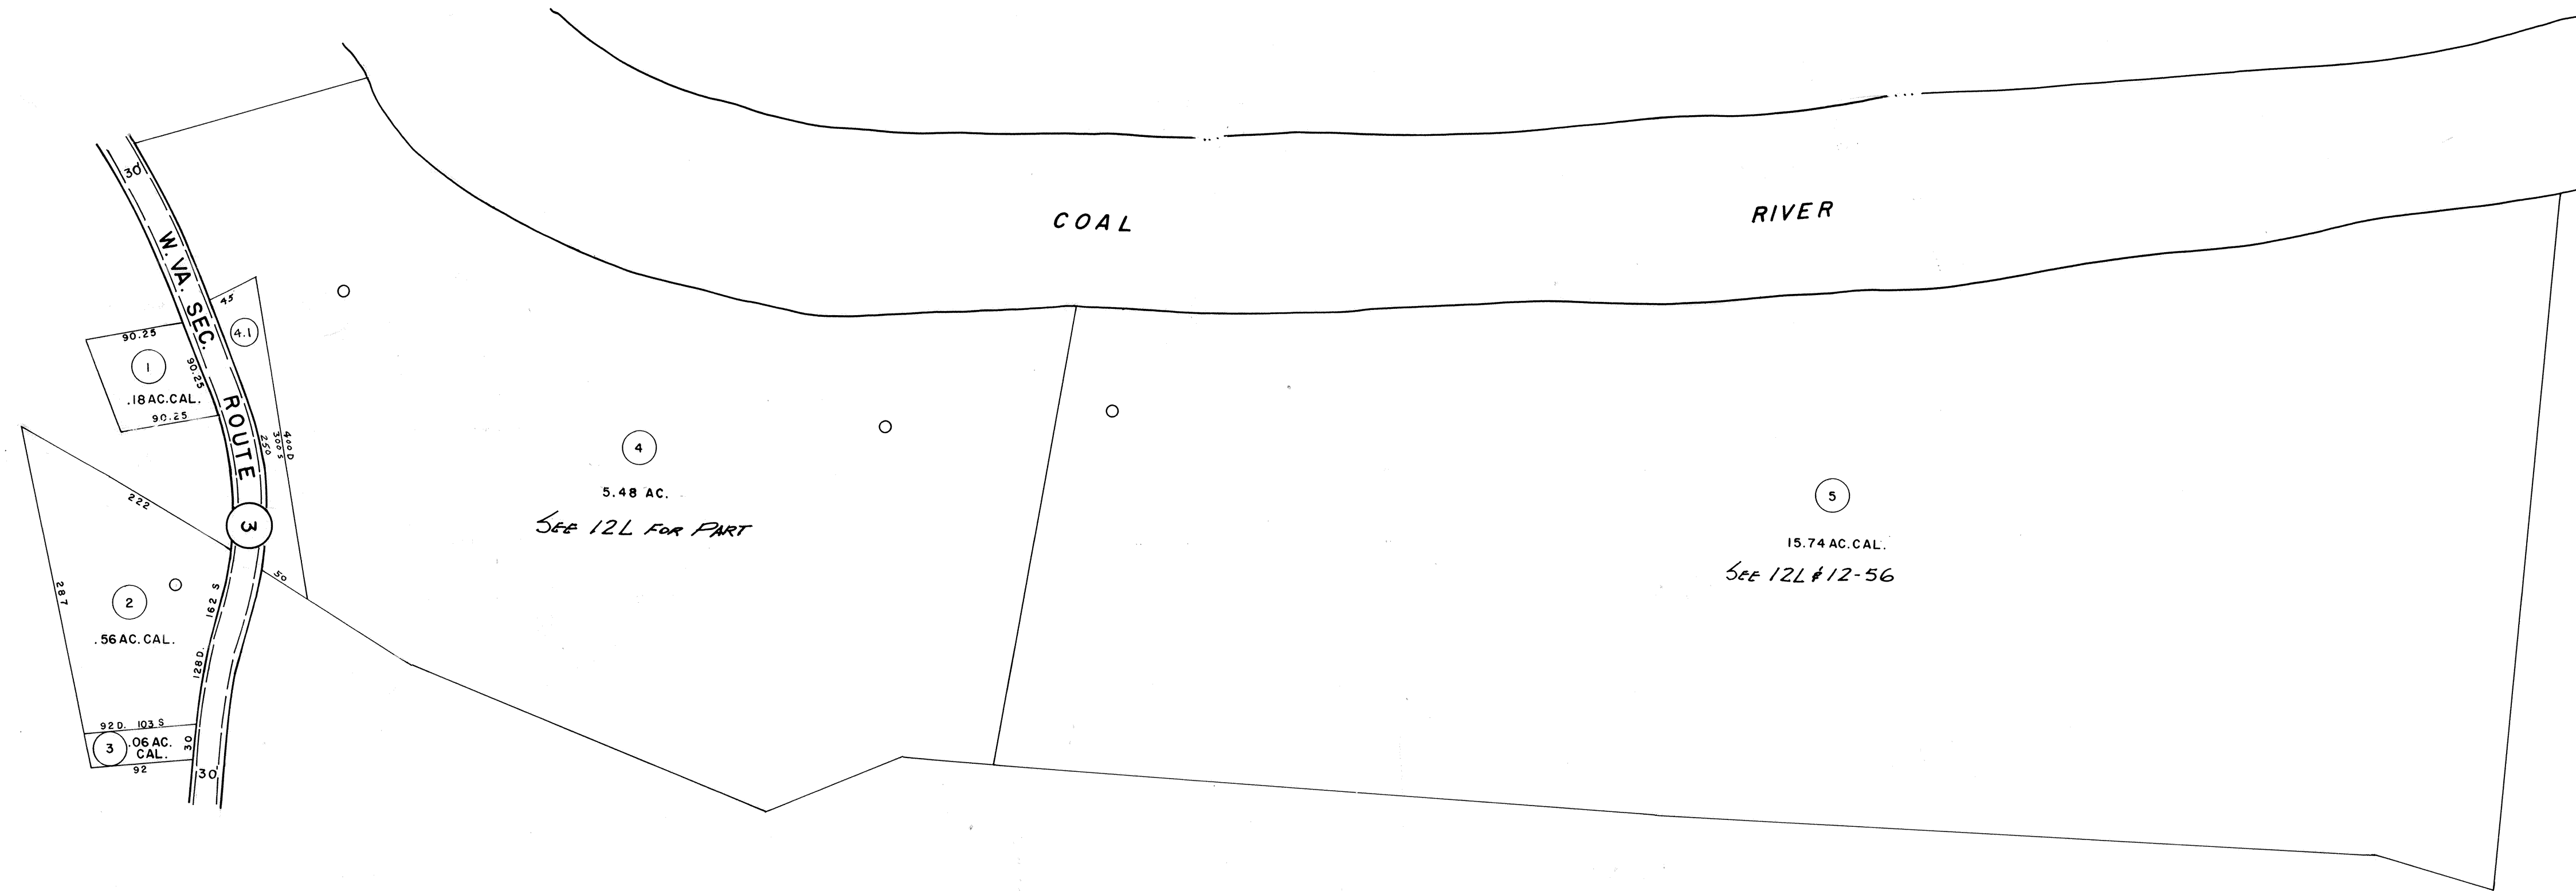 COAL RIVER
30'
W. VA. SEC. ROUTE 3
45
4.1
90.25
1
90.25
.18 AC. CAL.
90.25
250
300 S
400 D
4
5.48 AC.
SEE 12L FOR PART
5
15.74 AC. CAL.
SEE 12L & 12-56
222
50
287
2
162 S
.56 AC. CAL.
128 D.
92 D. 103 S
3
.06 AC.
CAL.
30
92
30'